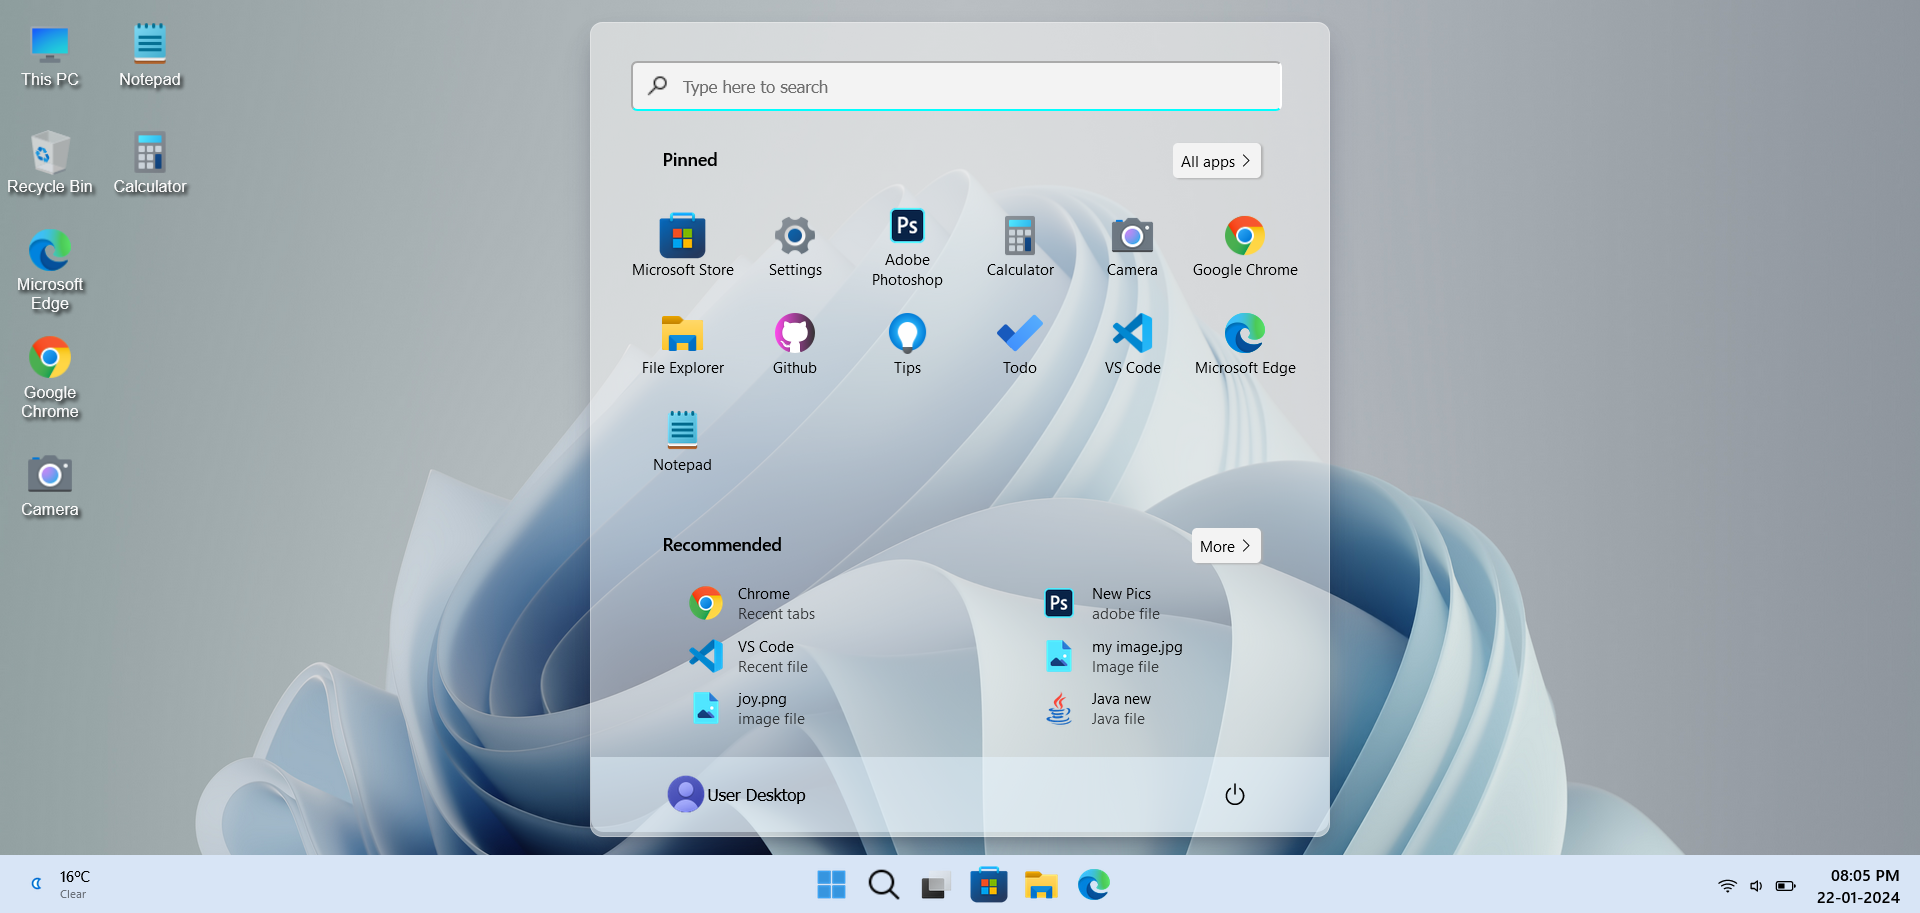 This PC
Notepad
Recycle Bin
Calculator
Microsoft
Edge
Google
Chrome
Camera
Type here to search
Pinned
All apps
Microsoft Store
Settings
Ps
Adobe
Photoshop
Calculator
Camera
Google Chrome
File Explorer
Github
Tips
Todo
VS Code
Microsoft Edge
Notepad
Recommended
More
Chrome
Recent tabs
Ps
New Pics
adobe file
VS Code
Recent file
my image.jpg
Image file
joy.png
image file
Java new
Java file
User Desktop
16ºC
Clear
08:05 PM
22-01-2024